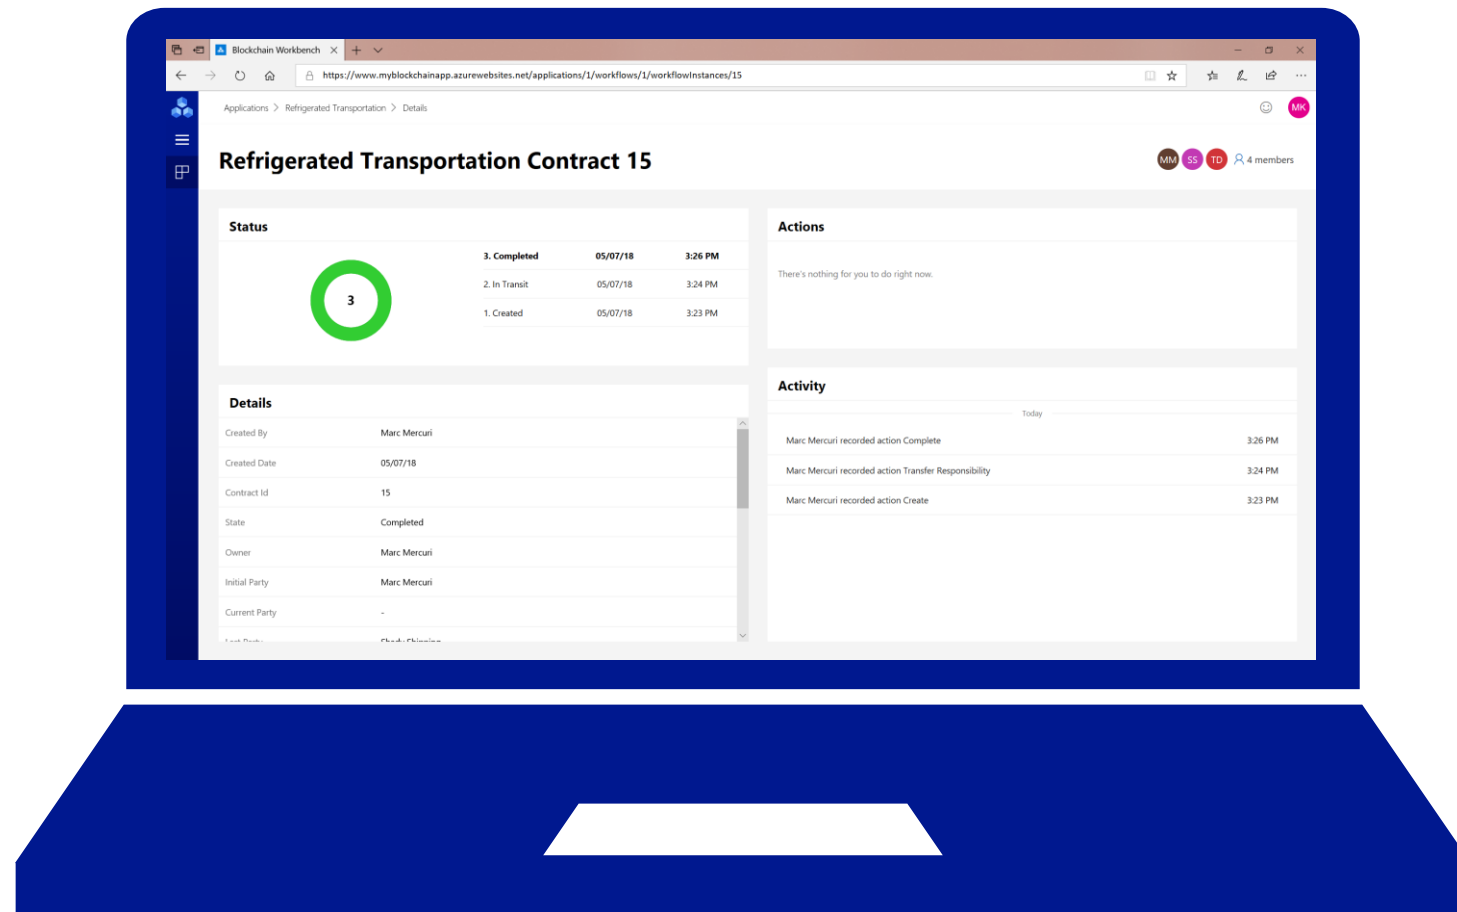 Blockchain Workbench
https://www.myblockchainapp.azurewebsites.net/applications/1/workflows/1/workflowInstances/15
Applications > Refrigerated Transportation > Details
MK
Refrigerated Transportation Contract 15
MM SS TD 4 members
Status
3
3. Completed 05/07/18 3:26 PM
2. In Transit 05/07/18 3:24 PM
1. Created 05/07/18 3:23 PM
Actions
There's nothing for you to do right now.
Details
Created By Marc Mercuri
Created Date 05/07/18
Contract Id 15
State Completed
Owner Marc Mercuri
Initial Party Marc Mercuri
Current Party -
Last Party Shady Shipping
Activity
Today
Marc Mercuri recorded action Complete 3:26 PM
Marc Mercuri recorded action Transfer Responsibility 3:24 PM
Marc Mercuri recorded action Create 3:23 PM